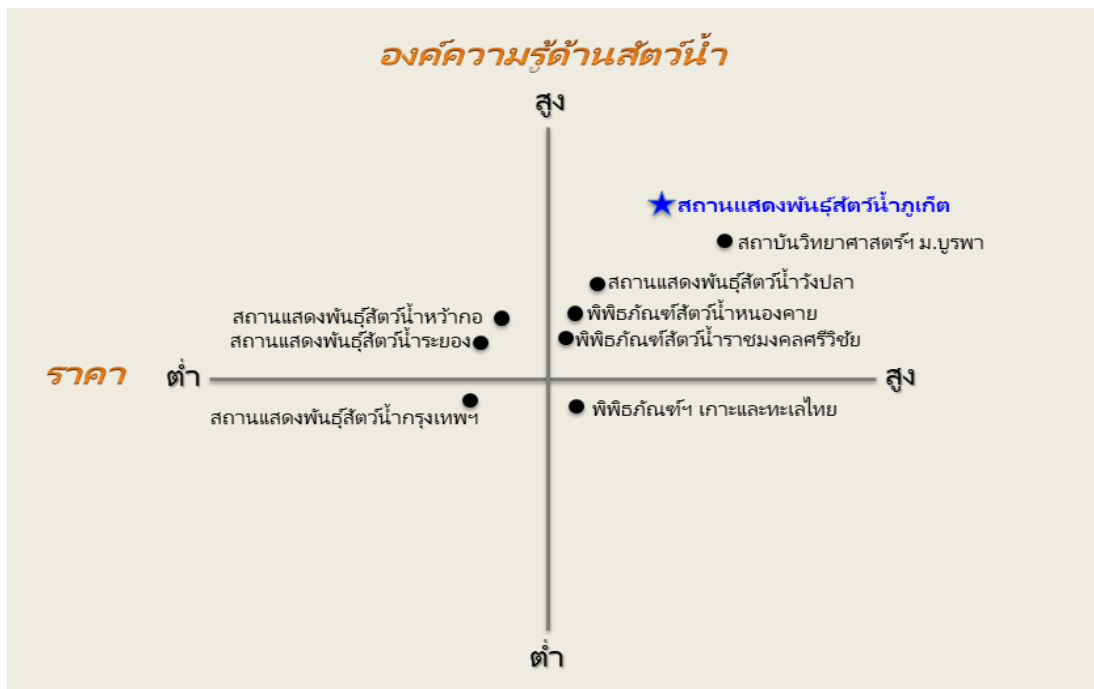 องค์ความรู้ด้านสัตว์น้ำ
สูง
สถานแสดงพันธุ์สัตว์น้ำภูเก็ต
สถาบันวิทยาศาสตร์ฯ ม.บูรพา
สถานแสดงพันธุ์สัตว์น้ำวังปลา
สถานแสดงพันธุ์สัตว์น้ำหว้ากอ
พิพิธภัณฑ์สัตว์น้ำหนองคาย
สถานแสดงพันธุ์สัตว์น้ำระยอง
พิพิธภัณฑ์สัตว์น้ำราชมงคลศรีวิชัย
ราคา
ต่ำ
สูง
สถานแสดงพันธุ์สัตว์น้ำกรุงเทพฯ
พิพิธภัณฑ์ฯ เกาะและทะเลไทย
ต่ำ